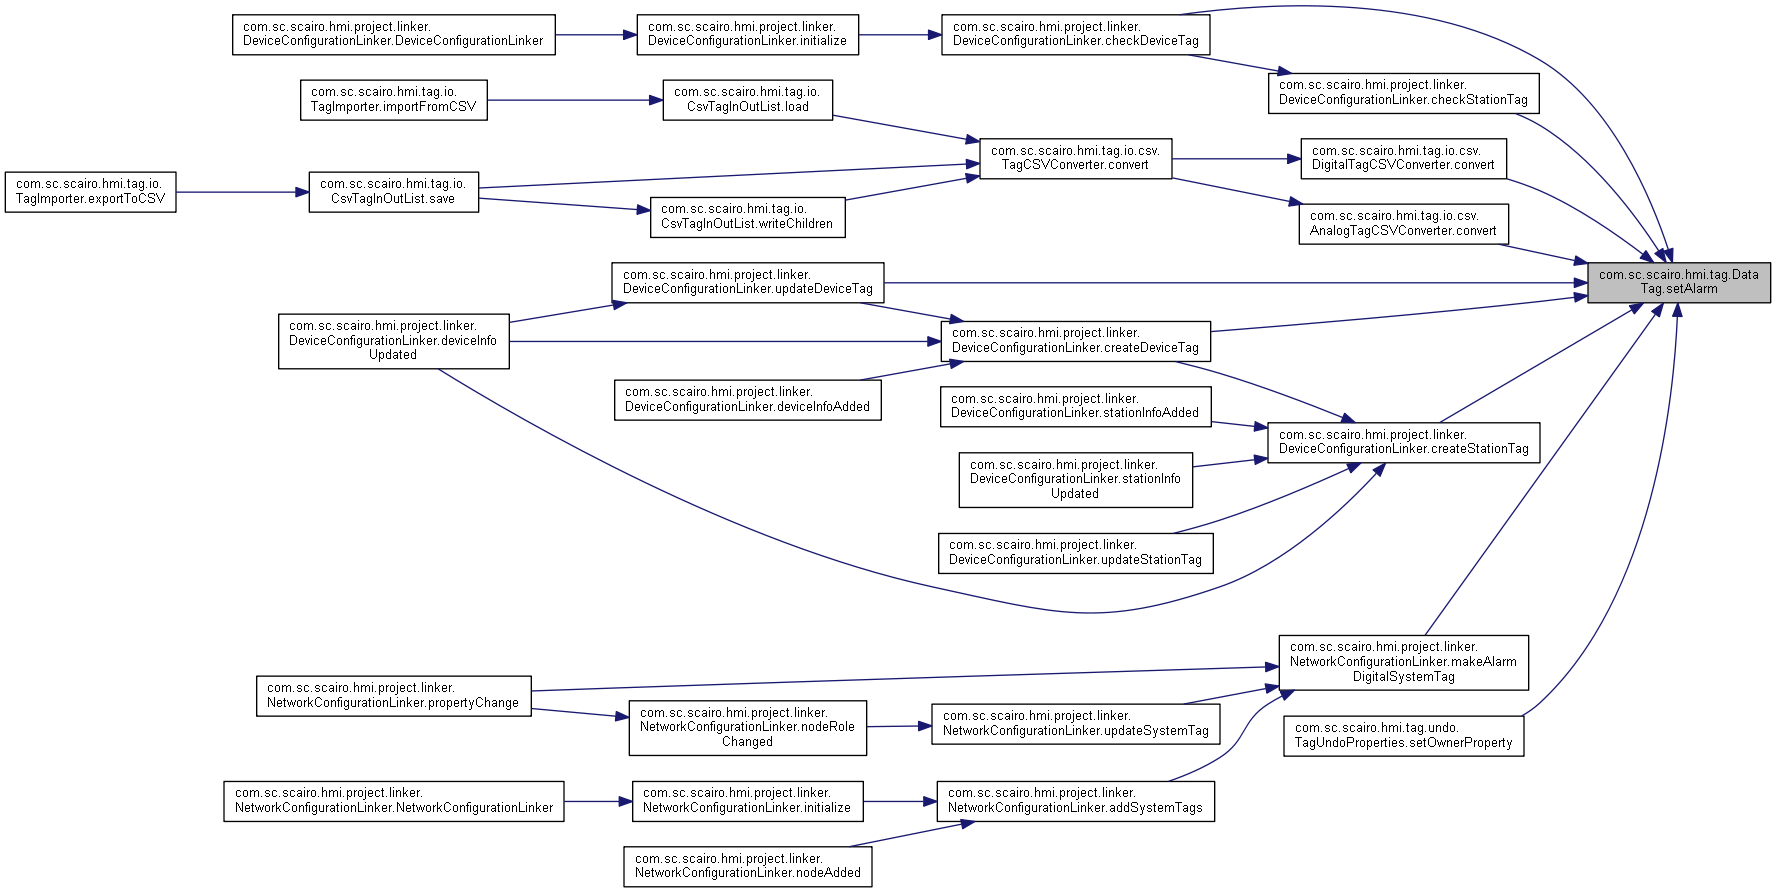 com.sc.scairo.hmi.project.linker.
DeviceConfigurationLinker.DeviceConfigurationLinker
com.sc.scairo.hmi.project.linker.
DeviceConfigurationLinker.initialize
com.sc.scairo.hmi.project.linker.
DeviceConfigurationLinker.checkDeviceTag
com.sc.scairo.hmi.project.linker.
DeviceConfigurationLinker.checkStationTag
com.sc.scairo.hmi.tag.io.
TagImporter.importFromCSV
com.sc.scairo.hmi.tag.io.
CsvTagInOutList.load
com.sc.scairo.hmi.tag.io.csv.
TagCSVConverter.convert
com.sc.scairo.hmi.tag.io.csv.
DigitalTagCSVConverter.convert
com.sc.scairo.hmi.tag.io.
TagImporter.exportToCSV
com.sc.scairo.hmi.tag.io.
CsvTagInOutList.save
com.sc.scairo.hmi.tag.io.
CsvTagInOutList.writeChildren
com.sc.scairo.hmi.tag.io.csv.
AnalogTagCSVConverter.convert
com.sc.scairo.hmi.tag.Data
Tag.setAlarm
com.sc.scairo.hmi.project.linker.
DeviceConfigurationLinker.updateDeviceTag
com.sc.scairo.hmi.project.linker.
DeviceConfigurationLinker.deviceInfo
Updated
com.sc.scairo.hmi.project.linker.
DeviceConfigurationLinker.createDeviceTag
com.sc.scairo.hmi.project.linker.
DeviceConfigurationLinker.deviceInfoAdded
com.sc.scairo.hmi.project.linker.
DeviceConfigurationLinker.stationInfoAdded
com.sc.scairo.hmi.project.linker.
DeviceConfigurationLinker.createStationTag
com.sc.scairo.hmi.project.linker.
DeviceConfigurationLinker.stationInfo
Updated
com.sc.scairo.hmi.project.linker.
DeviceConfigurationLinker.updateStationTag
com.sc.scairo.hmi.project.linker.
NetworkConfigurationLinker.makeAlarm
DigitalSystemTag
com.sc.scairo.hmi.project.linker.
NetworkConfigurationLinker.propertyChange
com.sc.scairo.hmi.project.linker.
NetworkConfigurationLinker.nodeRole
Changed
com.sc.scairo.hmi.project.linker.
NetworkConfigurationLinker.updateSystemTag
com.sc.scairo.hmi.tag.undo.
TagUndoProperties.setOwnerProperty
com.sc.scairo.hmi.project.linker.
NetworkConfigurationLinker.NetworkConfigurationLinker
com.sc.scairo.hmi.project.linker.
NetworkConfigurationLinker.initialize
com.sc.scairo.hmi.project.linker.
NetworkConfigurationLinker.addSystemTags
com.sc.scairo.hmi.project.linker.
NetworkConfigurationLinker.nodeAdded